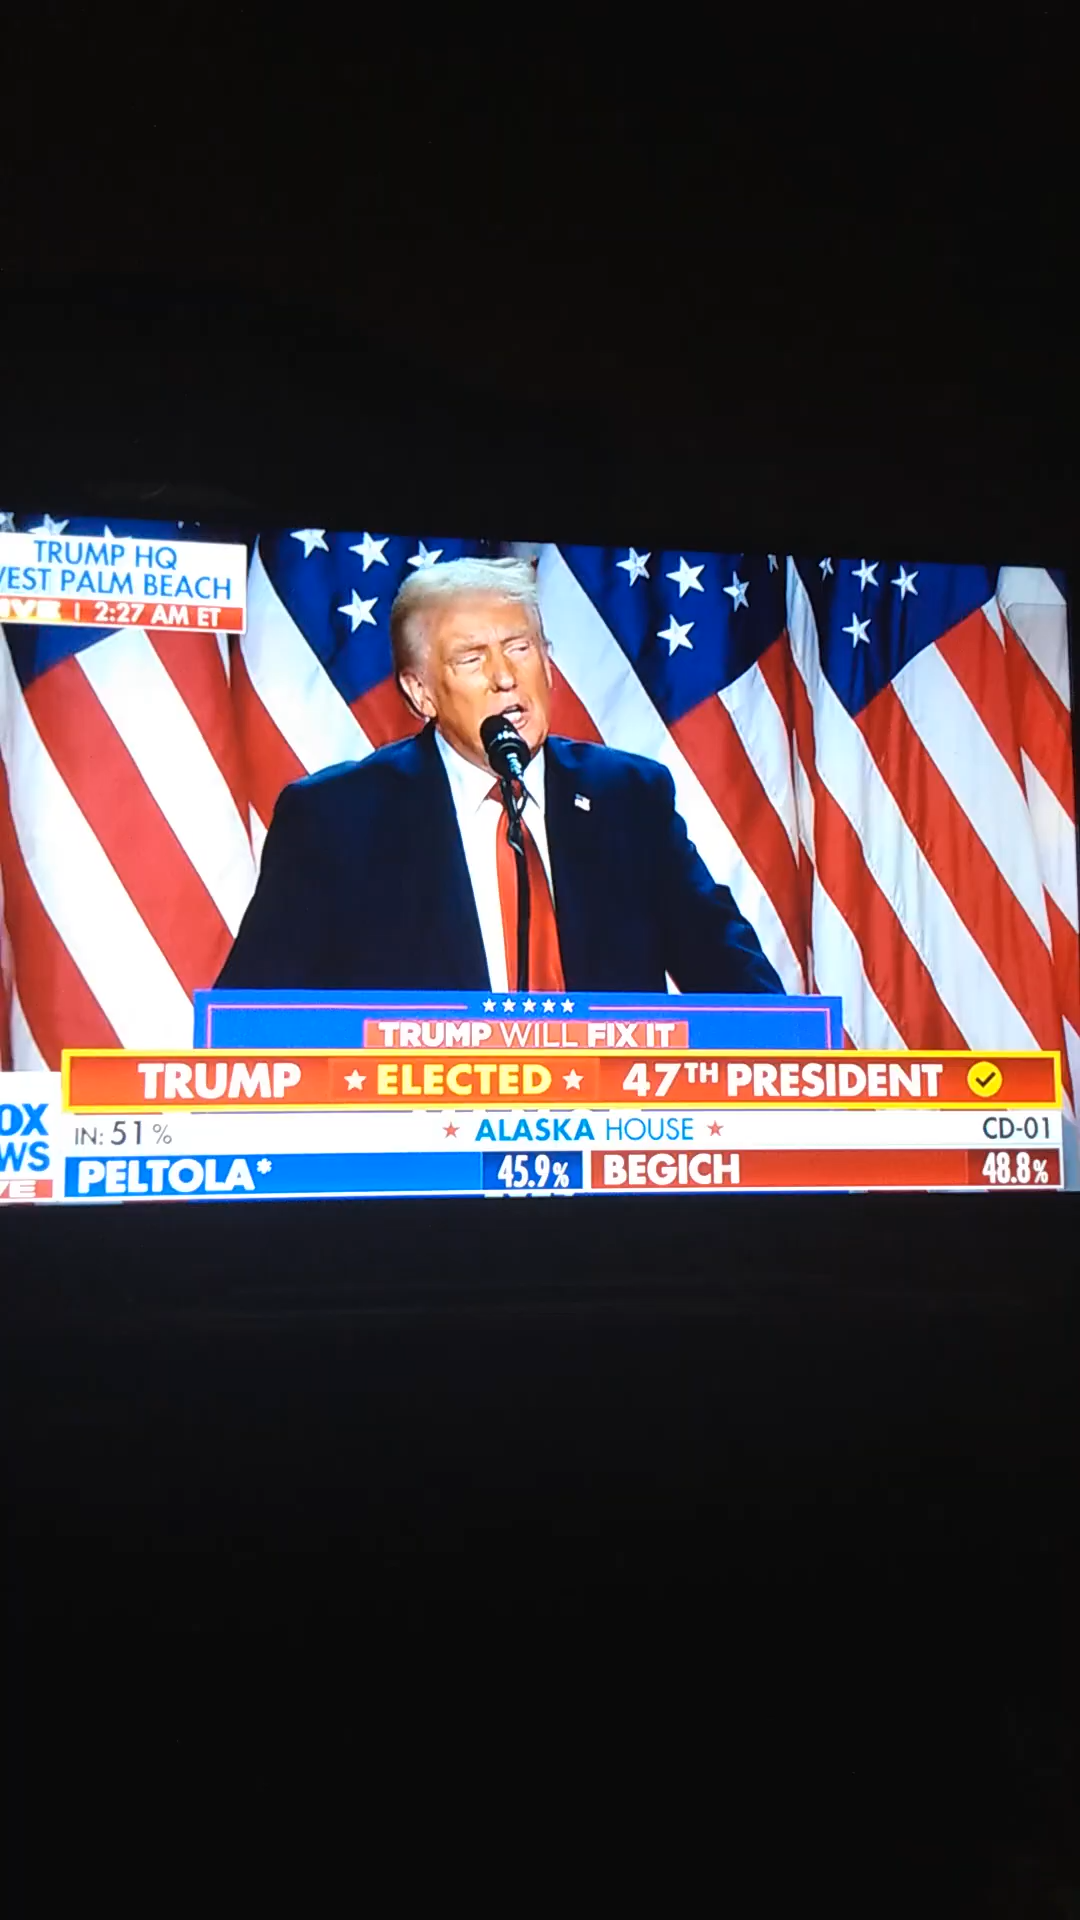 TRUMP HQ
EST PALM BEACH
2:27 AM ET
TRUMP WILL FIX IT
TRUMP ★ ELECTED ★ 47TH PRESIDENT
OX
WS
IN: 51% ★ ALASKA HOUSE ★ CD-01
PELTOLA* 45.9% BEGICH 48.8%